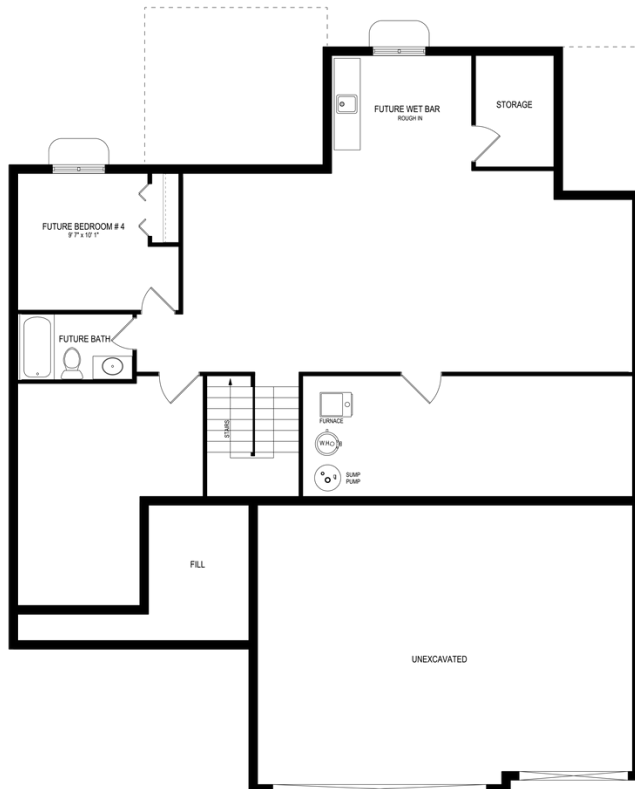 FUTURE WET BAR
ROUGH IN
STORAGE
FUTURE BEDROOM # 4
9' 7" x 10' 1"
FUTURE BATH
STAIRS
FURNACE
W.H.O
SUMP
PUMP
FILL
UNEXCAVATED